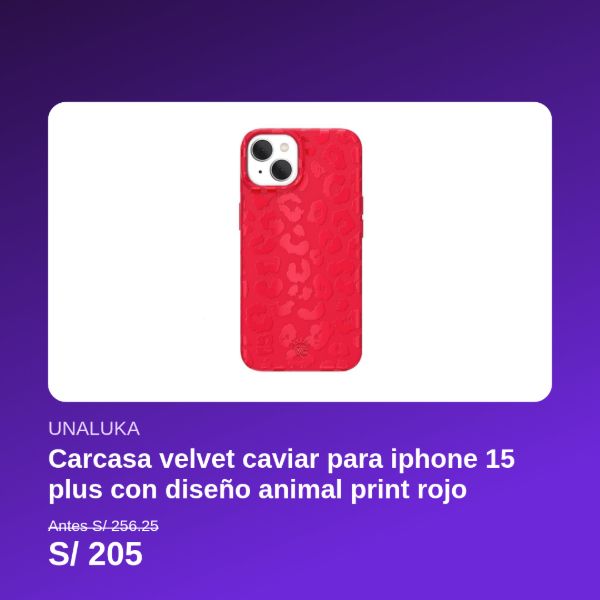 UNALUKA
Carcasa velvet caviar para iphone 15
plus con diseño animal print rojo
Antes S/ 256.25
S/ 205